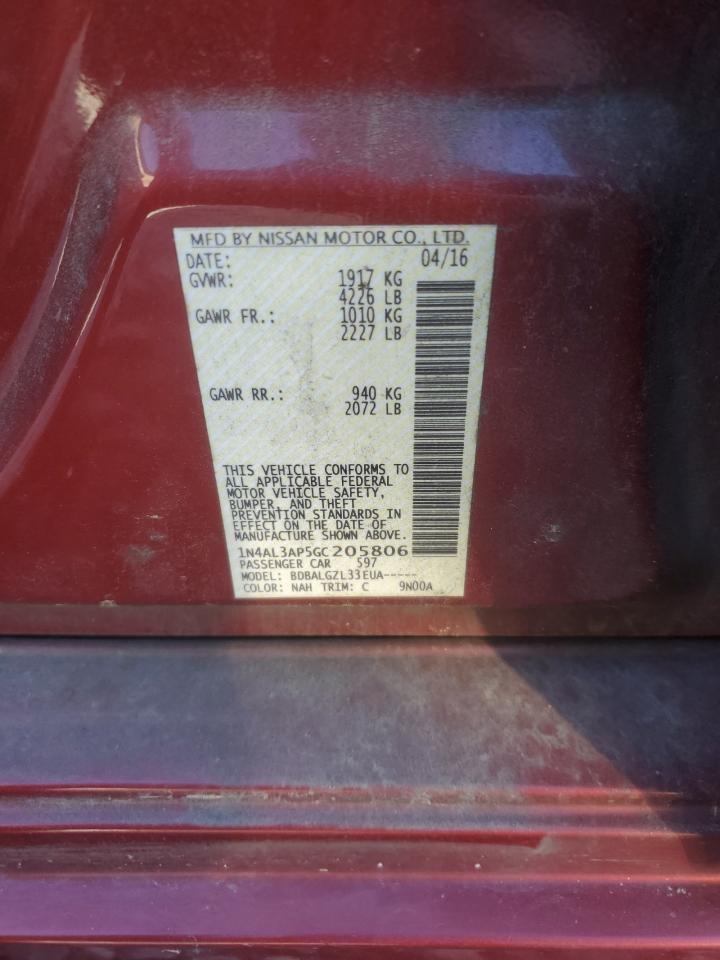 MFD BY NISSAN MOTOR CO., LTD.
DATE: 04/16
GVWR: 1917 KG
4226 LB
GAWR FR.: 1010 KG
2227 LB
GAWR RR.: 940 KG
2072 LB
THIS VEHICLE CONFORMS TO
ALL APPLICABLE FEDERAL
MOTOR VEHICLE SAFETY,
BUMPER, AND THEFT
PREVENTION STANDARDS IN
EFFECT ON THE DATE OF
MANUFACTURE SHOWN ABOVE.
1N4AL3AP5GC205806
PASSENGER CAR 597
MODEL: BDBALGZL33EUA-----
COLOR: NAH TRIM: C 9N00A